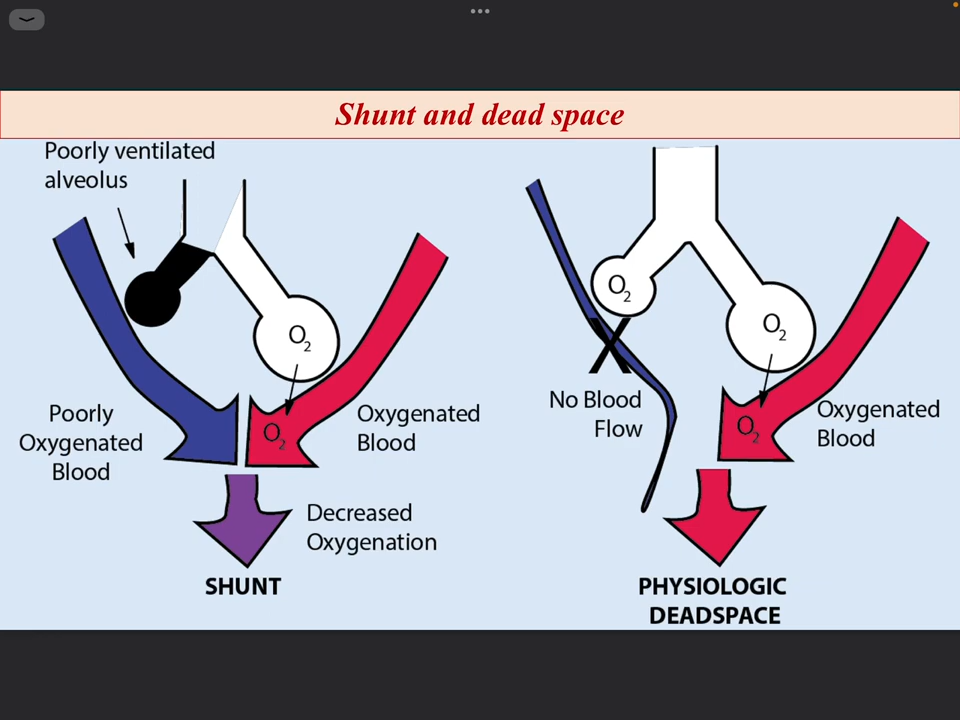 Shunt and dead space
Poorly ventilated
alveolus
O2
Poorly
Oxygenated
Blood
O2
Oxygenated
Blood
Decreased
Oxygenation
SHUNT
O2
O2
X
No Blood
Flow
O2
Oxygenated
Blood
PHYSIOLOGIC
DEADSPACE